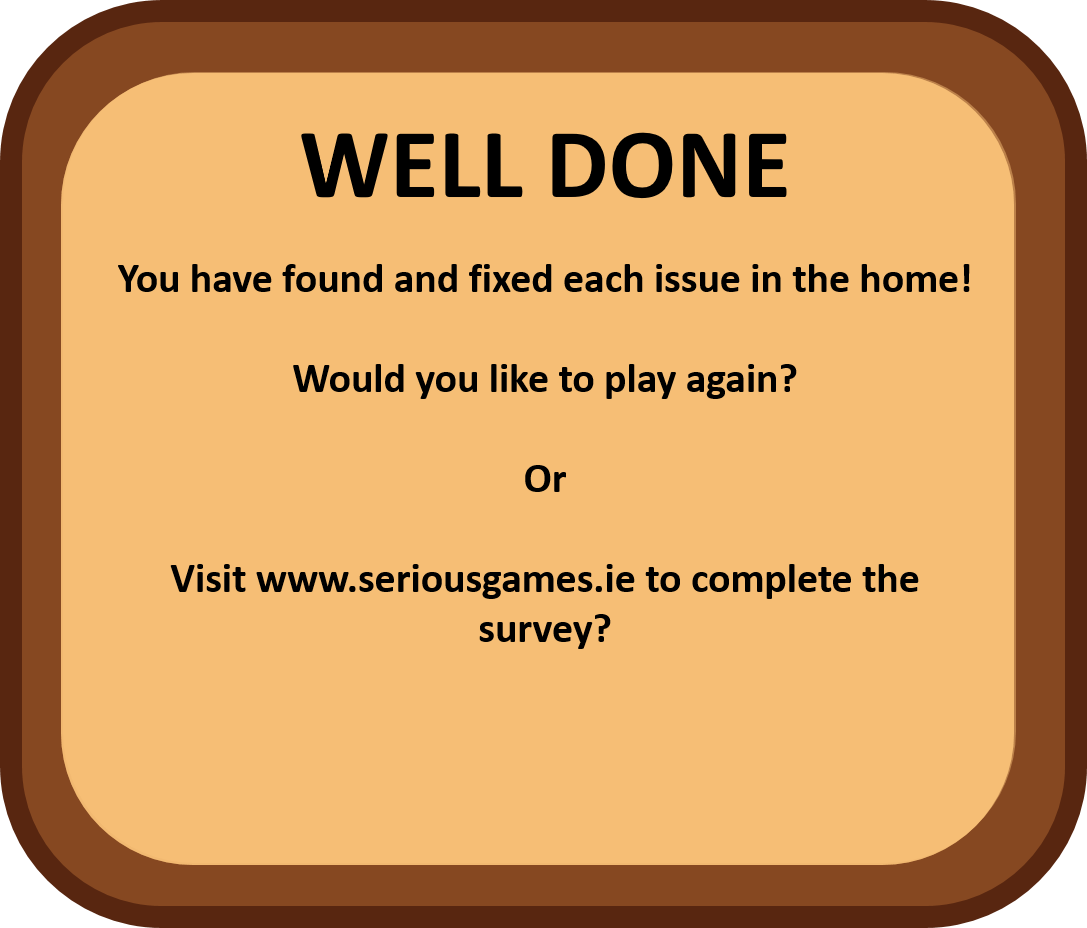 WELL DONE
You have found and fixed each issue in the home!
Would you like to play again?
Or
Visit www.seriousgames.ie to complete the
survey?